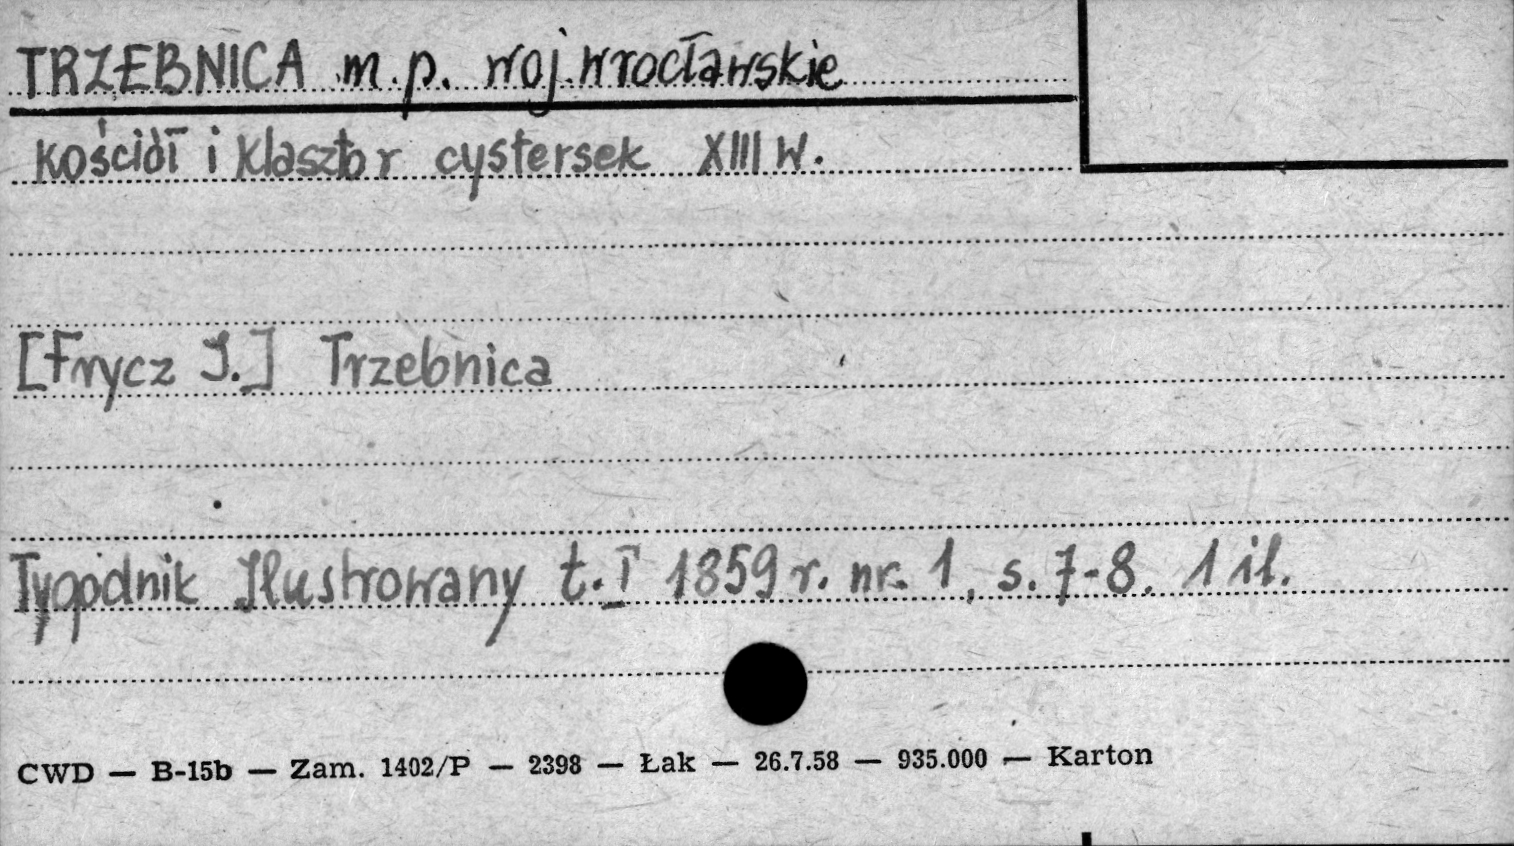 TRZEBNICA m.p. woj. wrocławskie
Kościół i klasztor cystersek XIII w.
[Frycz J.] Trzebnica
Tygodnik Ilustrowany t. I 1859 r. nr. 1, s. 7-8. 1 il.
CWD — B-15b — Zam. 1402/P — 2398 — Łak — 26.7.58 — 935.000 — Karton